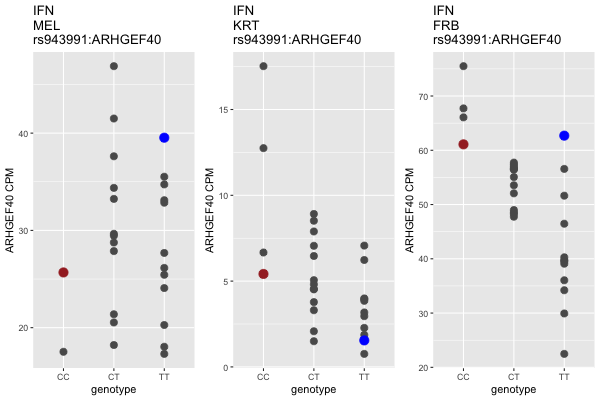 IFN
MEL
rs943991:ARHGEF40
ARHGEF40 CPM
40
30
20
CC
CT
TT
genotype
IFN
KRT
rs943991:ARHGEF40
ARHGEF40 CPM
15
10
5
0
CC
CT
TT
genotype
IFN
FRB
rs943991:ARHGEF40
ARHGEF40 CPM
70
60
50
40
30
20
CC
CT
TT
genotype